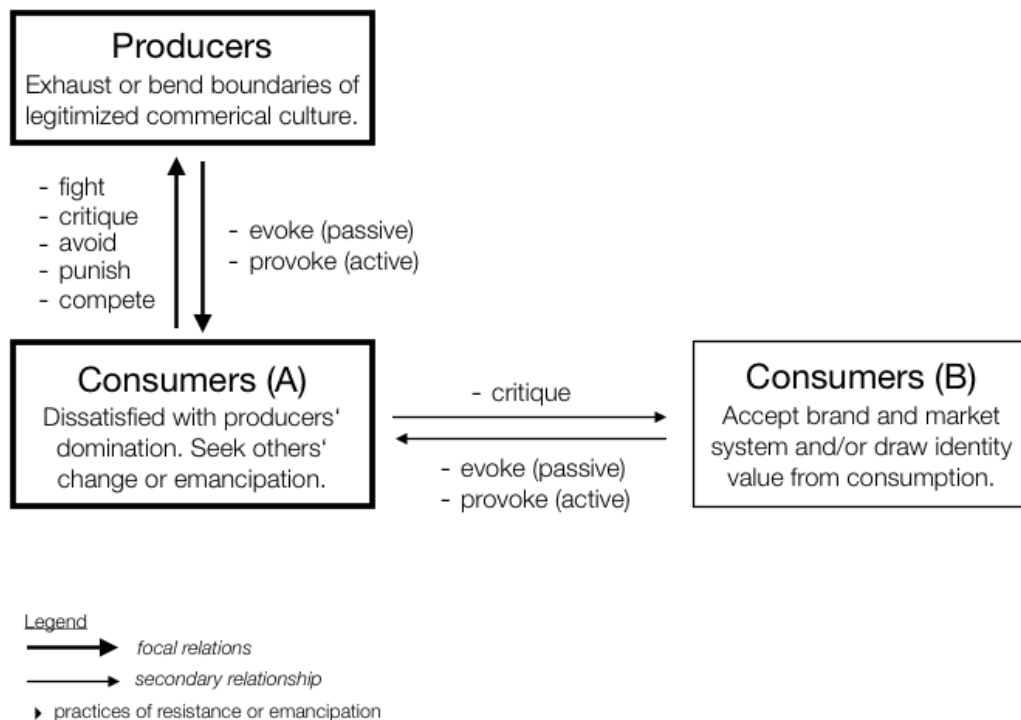 Producers
Exhaust or bend boundaries of
legitimized commerical culture.
- fight
- critique
- avoid
- punish
- compete
- evoke (passive)
- provoke (active)
Consumers (A)
Dissatisfied with producers‘
domination. Seek others‘
change or emancipation.
- critique
- evoke (passive)
- provoke (active)
Consumers (B)
Accept brand and market
system and/or draw identity
value from consumption.
Legend
focal relations
secondary relationship
practices of resistance or emancipation